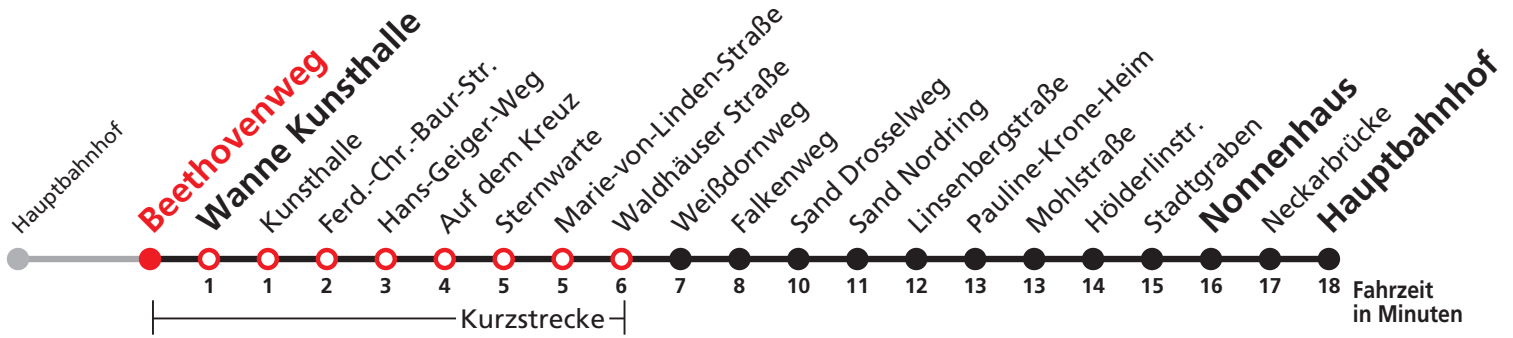 Hauptbahnhof
Beethovenweg
Wanne Kunsthalle
Kunsthalle
Ferd.-Chr.-Baur-Str.
Hans-Geiger-Weg
Auf dem Kreuz
Sternwarte
Marie-von-Linden-Straße
Waldhäuser Straße
Weißdornweg
Falkenweg
Sand Drosselweg
Sand Nordring
Linsenbergstraße
Pauline-Krone-Heim
Mohlstraße
Hölderlinstr.
Stadtgraben
Nonnenhaus
Neckarbrücke
Hauptbahnhof
1 1 2 3 4 5 5 6 7 8 10 11 12 13 13 14 15 16 17 18 Fahrzeit
in Minuten
Kurzstrecke